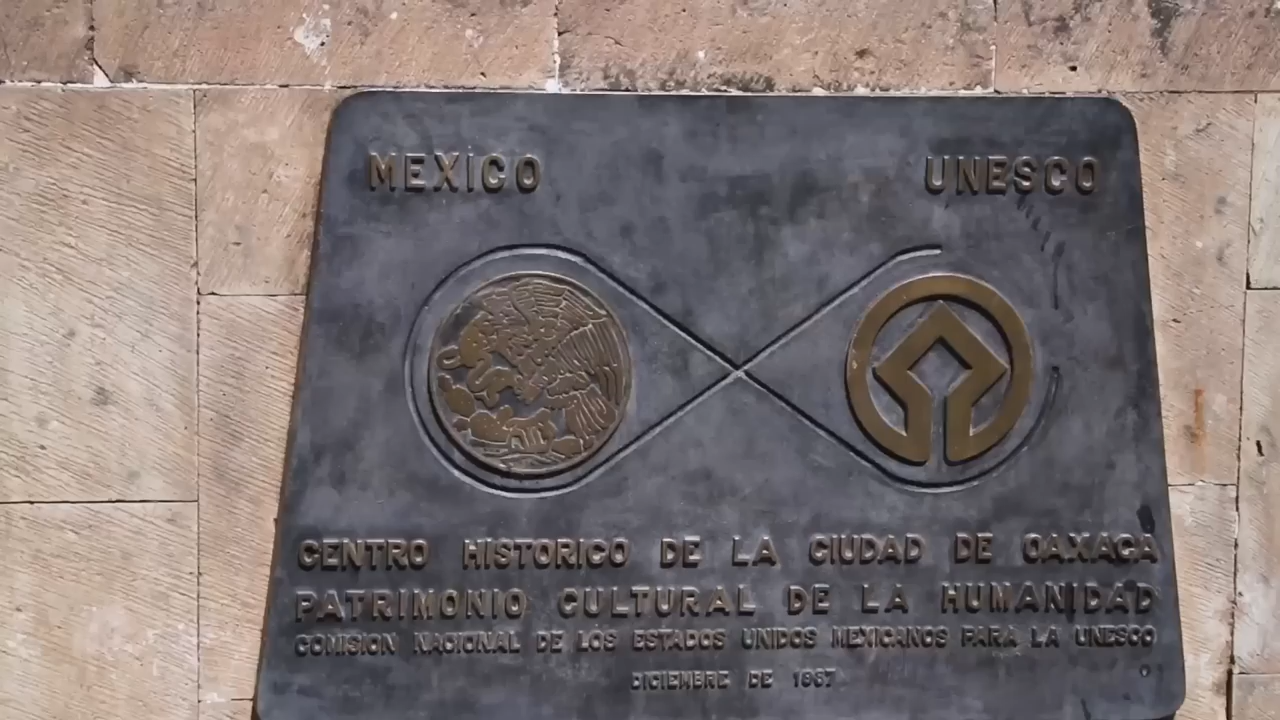 MEXICO UNESCO
CENTRO HISTORICO DE LA CIUDAD DE OAXACA
PATRIMONIO CULTURAL DE LA HUMANIDAD
COMISION NACIONAL DE LOS ESTADOS UNIDOS MEXICANOS PARA LA UNESCO
DICIEMBRE DE 1987